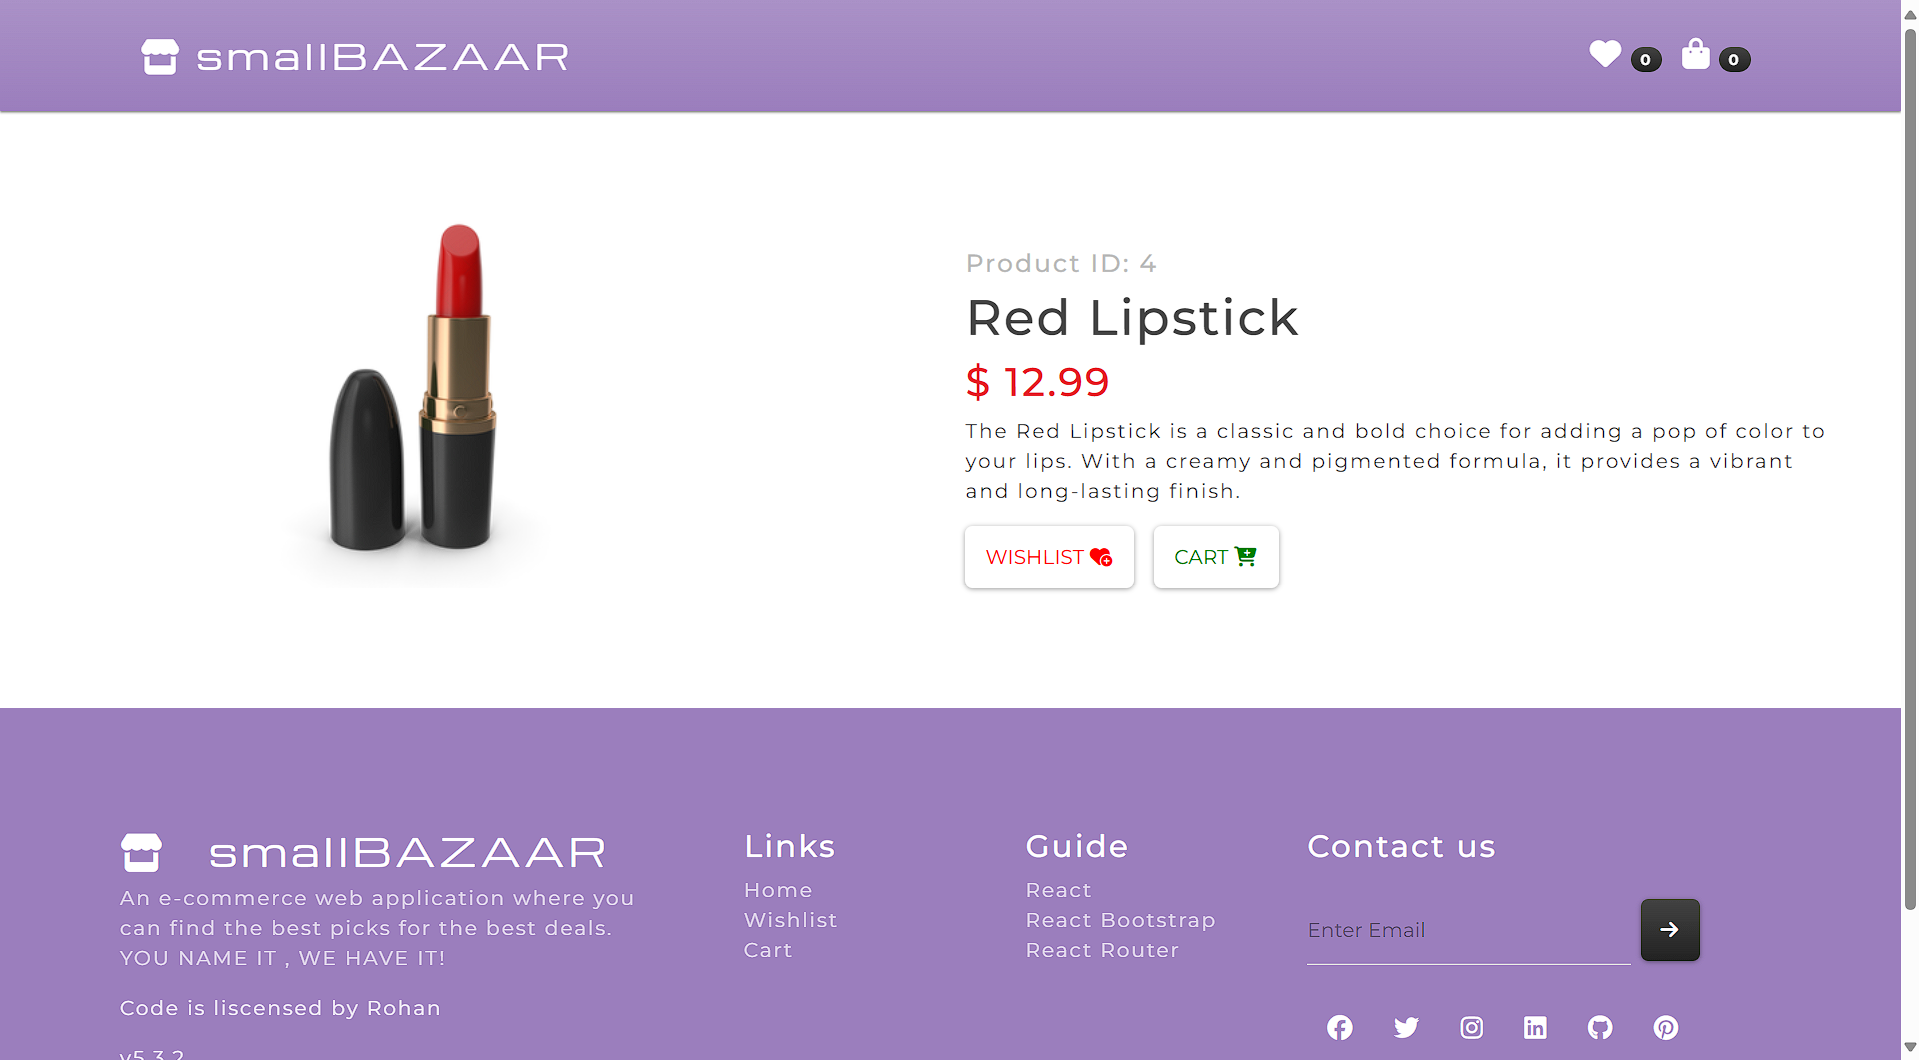 smallBAZAAR
0
0
Product ID: 4
Red Lipstick
$ 12.99
The Red Lipstick is a classic and bold choice for adding a pop of color to
your lips. With a creamy and pigmented formula, it provides a vibrant
and long-lasting finish.
WISHLIST
CART
smallBAZAAR
An e-commerce web application where you
can find the best picks for the best deals.
YOU NAME IT , WE HAVE IT!
Code is liscensed by Rohan
v5.3.2
Links
Home
Wishlist
Cart
Guide
React
React Bootstrap
React Router
Contact us
Enter Email